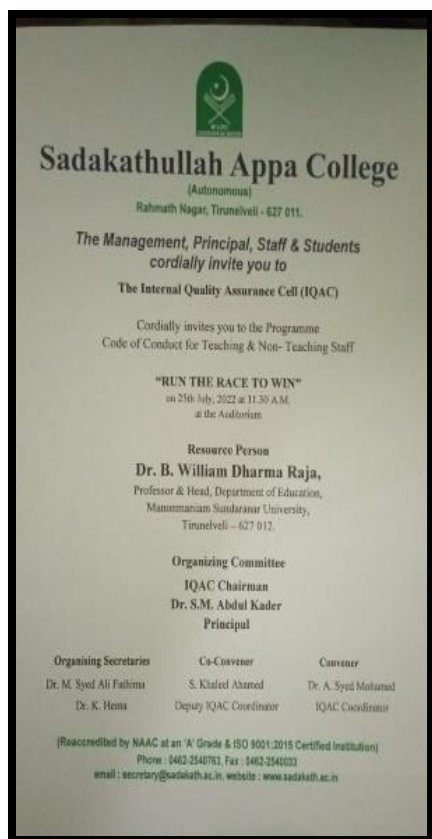 Sadakathullah Appa College
(Autonomous)
Rahmath Nagar, Tirunelveli - 627 011.
The Management, Principal, Staff & Students
cordially invite you to
The Internal Quality Assurance Cell (IQAC)
Cordially invites you to the Programme
Code of Conduct for Teaching & Non- Teaching Staff
"RUN THE RACE TO WIN"
on 25th July, 2022 at 11.30 A.M.
at the Auditorium
Resource Person
Dr. B. William Dharma Raja,
Professor & Head, Department of Education,
Manonmaniam Sundaranar University,
Tirunelveli – 627 012.
Organizing Committee
IQAC Chairman
Dr. S.M. Abdul Kader
Principal
Organising Secretaries Co-Convener Convener
Dr. M. Syed Ali Fathima S. Khaleel Ahamed Dr. A. Syed Mohamed
Dr. K. Hema Deputy IQAC Coordinator IQAC Coordinator
(Reaccredited by NAAC at an 'A' Grade & ISO 9001:2015 Certified Institution)
Phone : 0462-2540763, Fax : 0462-2540033
email : secretary@sadakath.ac.in, website : www.sadakath.ac.in